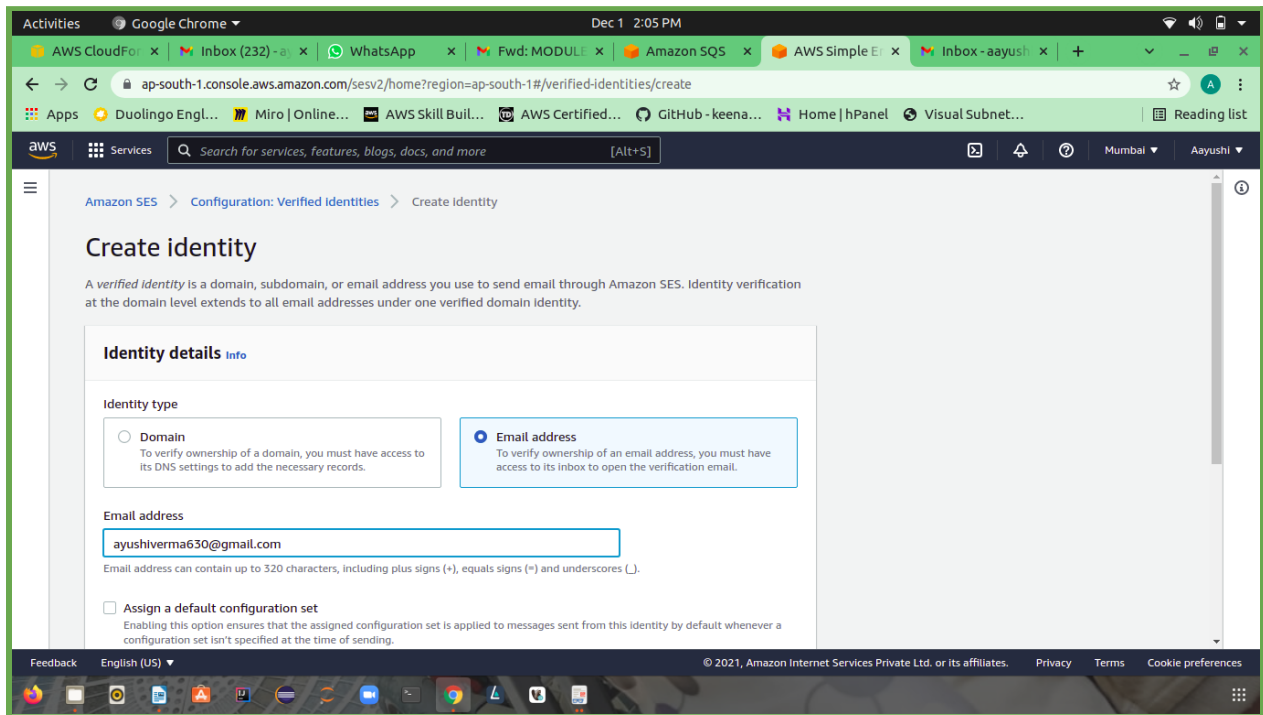 Activities Google Chrome ▾ Dec 1 2:05 PM
AWS CloudFor × Inbox (232) - ay × WhatsApp × Fwd: MODULE × Amazon SQS × AWS Simple Em × Inbox - aayush × +
ap-south-1.console.aws.amazon.com/sesv2/home?region=ap-south-1#/verified-identities/create A
Apps Duolingo Engl... Miro | Online... AWS Skill Buil... AWS Certified... GitHub - keena... Home | hPanel Visual Subnet... Reading list
aws Services Search for services, features, blogs, docs, and more [Alt+S] Mumbai ▼ Aayushi ▼
Amazon SES > Configuration: Verified identities > Create identity
Create identity
A verified identity is a domain, subdomain, or email address you use to send email through Amazon SES. Identity verification
at the domain level extends to all email addresses under one verified domain identity.
Identity details Info
Identity type
Domain
To verify ownership of a domain, you must have access to
its DNS settings to add the necessary records.
Email address
To verify ownership of an email address, you must have
access to its inbox to open the verification email.
Email address
ayushiverma630@gmail.com
Email address can contain up to 320 characters, including plus signs (+), equals signs (=) and underscores (_).
Assign a default configuration set
Enabling this option ensures that the assigned configuration set is applied to messages sent from this identity by default whenever a
configuration set isn't specified at the time of sending.
Feedback English (US) ▼ © 2021, Amazon Internet Services Private Ltd. or its affiliates. Privacy Terms Cookie preferences